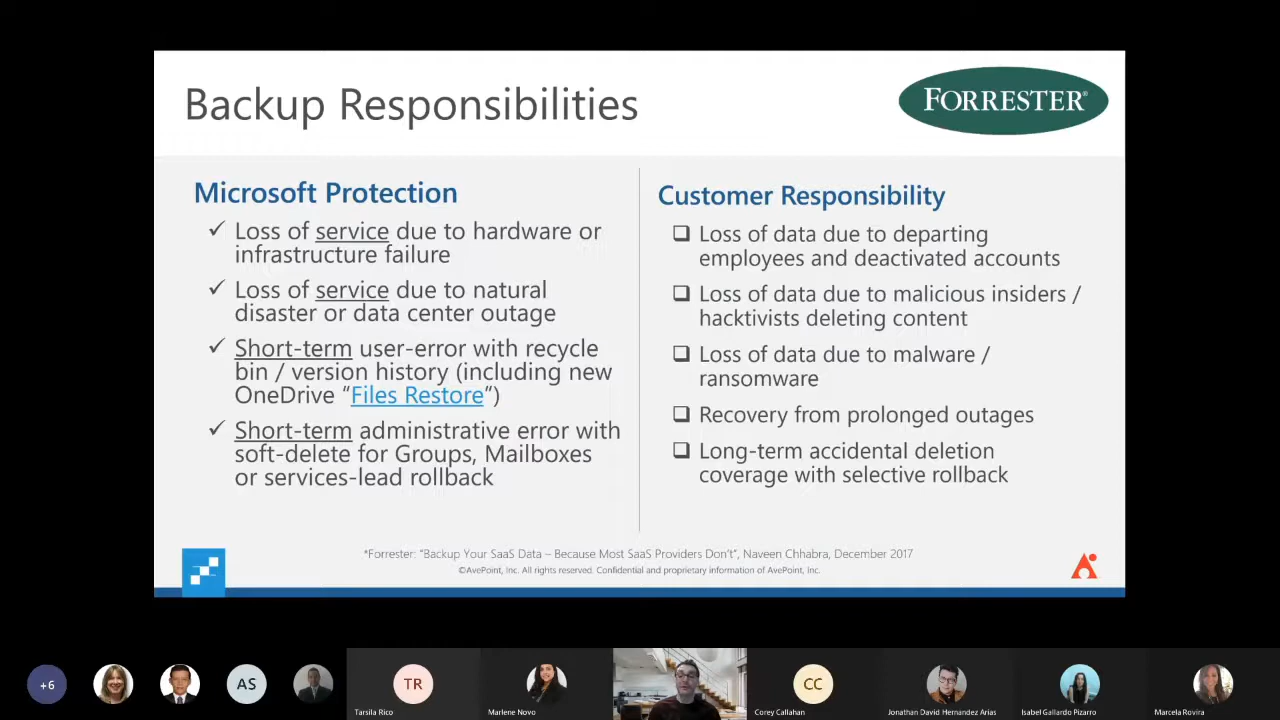 Backup Responsibilities
FORRESTER®
Microsoft Protection
✓ Loss of service due to hardware or
infrastructure failure
✓ Loss of service due to natural
disaster or data center outage
✓ Short-term user-error with recycle
bin / version history (including new
OneDrive “Files Restore”)
✓ Short-term administrative error with
soft-delete for Groups, Mailboxes
or services-lead rollback
Customer Responsibility
❑ Loss of data due to departing
employees and deactivated accounts
❑ Loss of data due to malicious insiders /
hacktivists deleting content
❑ Loss of data due to malware /
ransomware
❑ Recovery from prolonged outages
❑ Long-term accidental deletion
coverage with selective rollback
*Forrester: “Backup Your SaaS Data – Because Most SaaS Providers Don’t”, Naveen Chhabra, December 2017
©AvePoint, Inc. All rights reserved. Confidential and proprietary information of AvePoint, Inc.
+6
AS
TR
CC
Tarsila Rico
Marlene Novo
Corey Callahan
Jonathan David Hernandez Arias
Isabel Gallardo Pizarro
Marcela Rovira